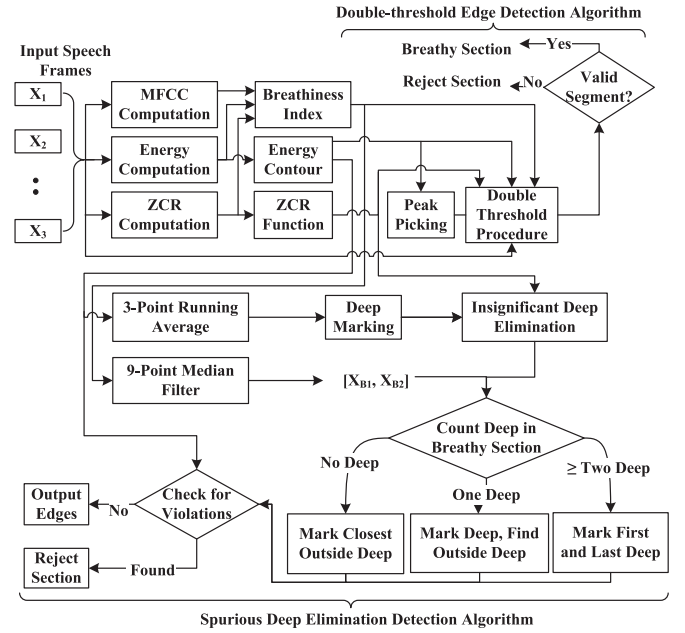 Double-threshold Edge Detection Algorithm
Input Speech
Frames
X1
X2
X3
MFCC
Computation
Energy
Computation
ZCR
Computation
Breathiness
Index
Energy
Contour
ZCR
Function
Peak
Picking
Double
Threshold
Procedure
Valid
Segment?
Yes
Breathy Section
No
Reject Section
3-Point Running
Average
Deep
Marking
Insignificant Deep
Elimination
9-Point Median
Filter
[XB1, XB2]
Count Deep in
Breathy Section
No Deep
One Deep
≥ Two Deep
Mark Closest
Outside Deep
Mark Deep, Find
Outside Deep
Mark First
and Last Deep
Check for
Violations
No
Output
Edges
Found
Reject
Section
Spurious Deep Elimination Detection Algorithm